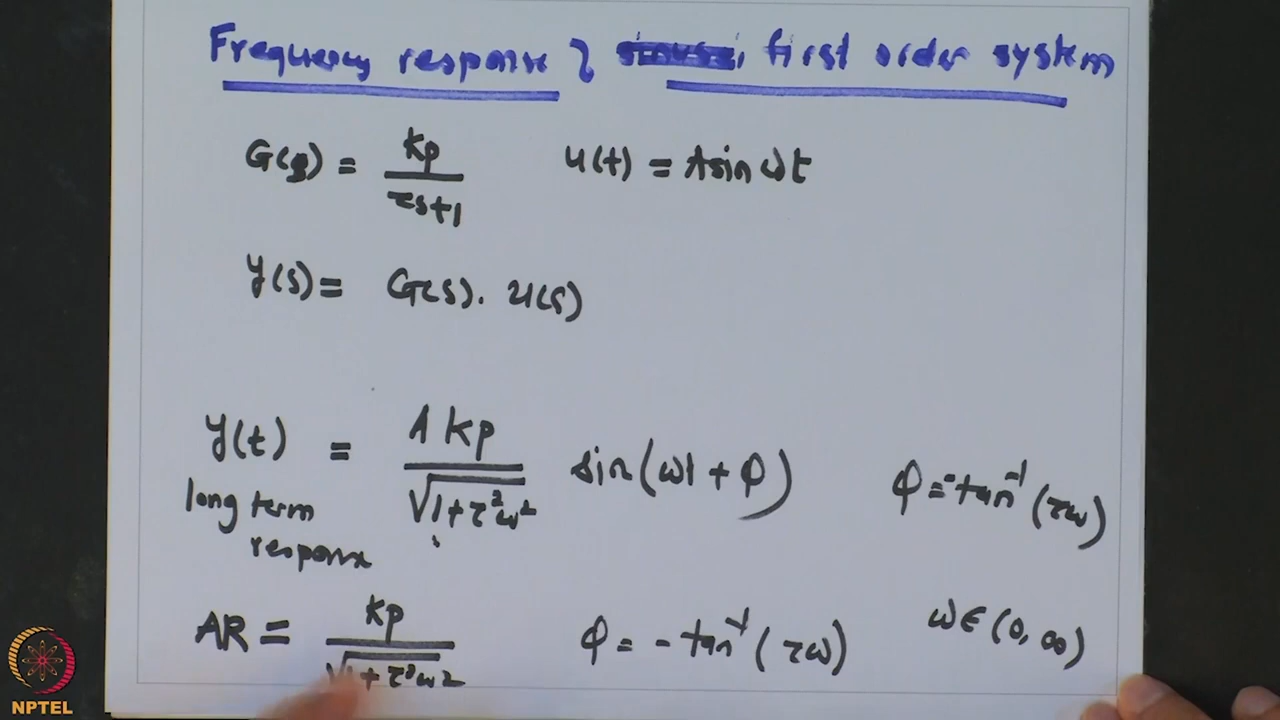 Frequency response of first order system
G(s) = Kp / τs+1    u(t) = A sin ωt
y(s) = G(s). u(s)
y(t) = A Kp / √1+τ²ω² sin(ωt + φ)    φ = -tan⁻¹(τω)
long term
response
AR = Kp / √1+τ²ω²    φ = -tan⁻¹(τω)    ω ∈ (0, ∞)
NPTEL